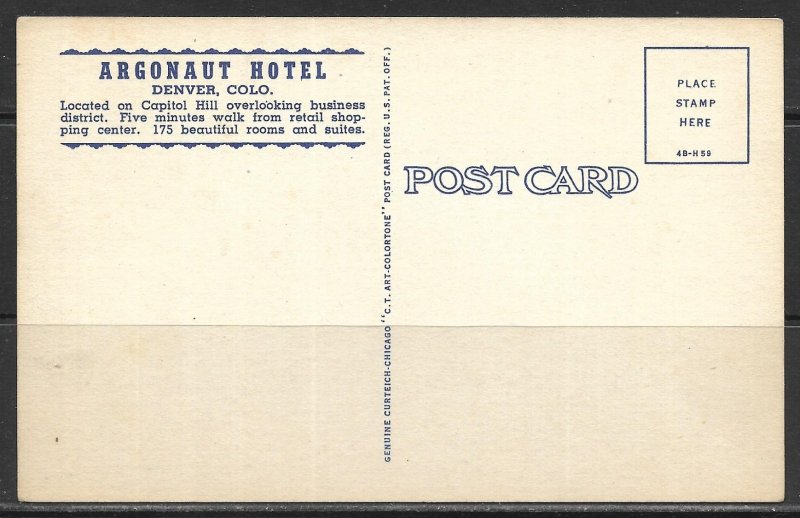 ARGONAUT HOTEL
DENVER, COLO.
Located on Capitol Hill overlooking business
district. Five minutes walk from retail shop-
ping center. 175 beautiful rooms and suites.
GENUINE CURTEICH-CHICAGO "C.T. ART-COLORTONE" POST CARD (REG. U.S. PAT. OFF.)
POST CARD
PLACE
STAMP
HERE
4B-H59